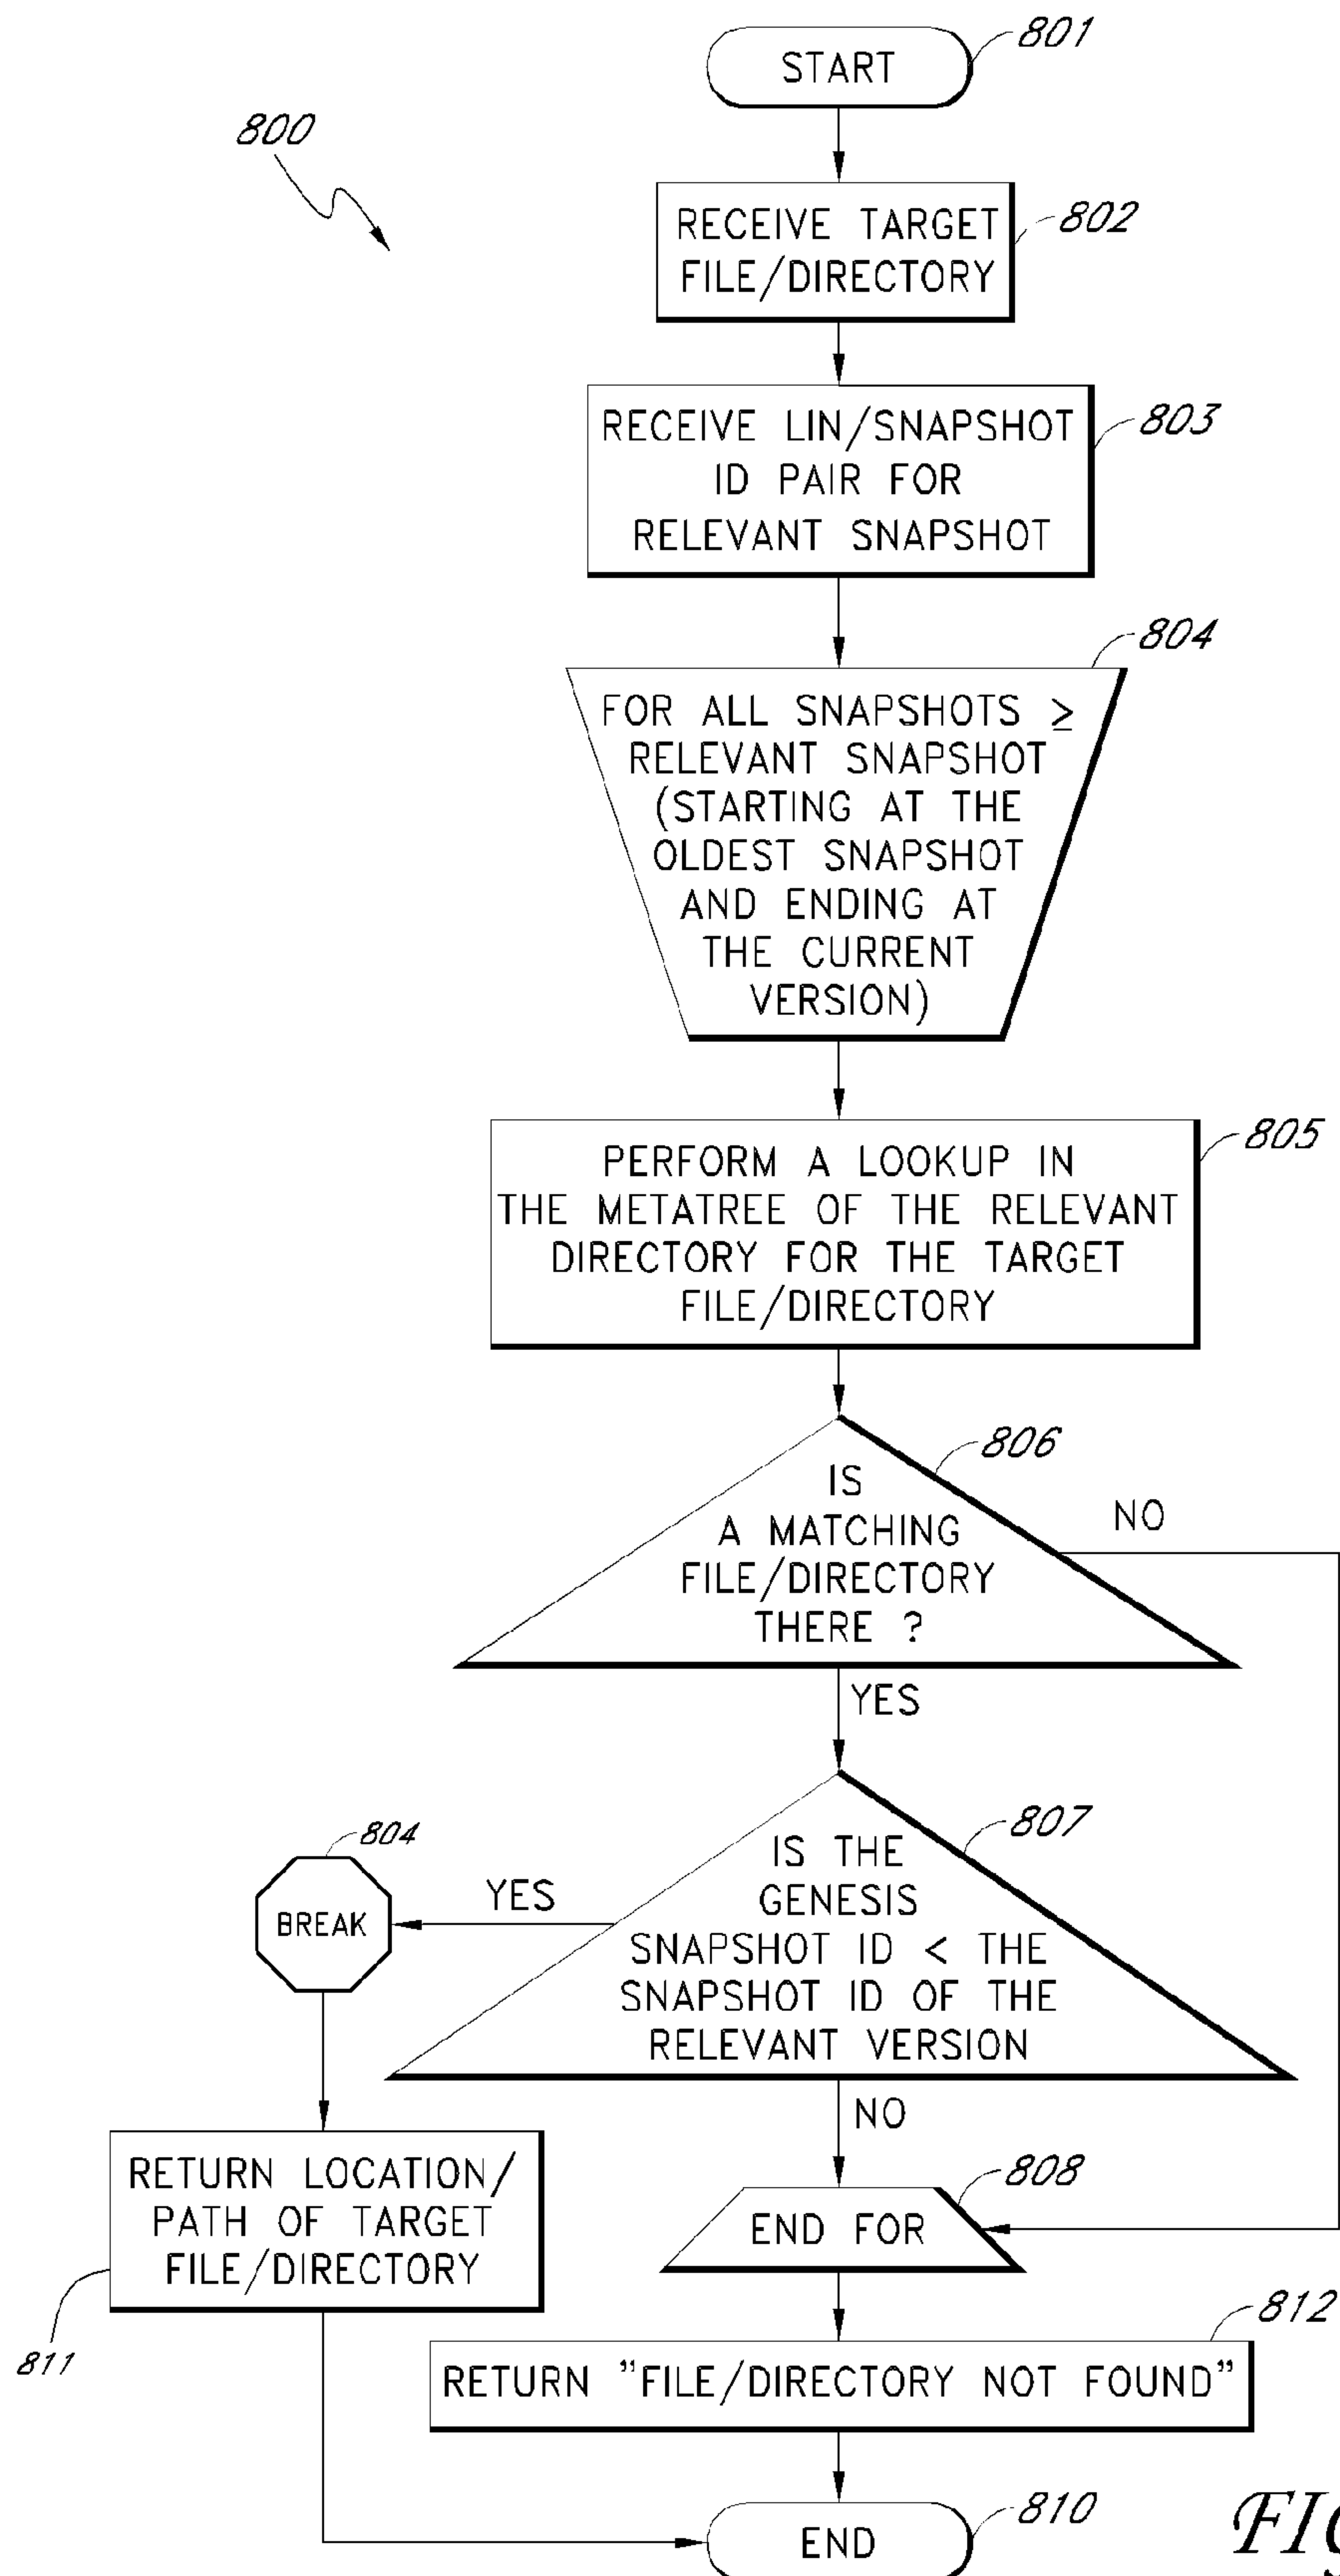 801
START
800
RECEIVE TARGET
FILE/DIRECTORY
802
RECEIVE LIN/SNAPSHOT
ID PAIR FOR
RELEVANT SNAPSHOT
803
804
FOR ALL SNAPSHOTS ≥
RELEVANT SNAPSHOT
(STARTING AT THE
OLDEST SNAPSHOT
AND ENDING AT
THE CURRENT
VERSION)
805
PERFORM A LOOKUP IN
THE METATREE OF THE RELEVANT
DIRECTORY FOR THE TARGET
FILE/DIRECTORY
806
IS
A MATCHING
FILE/DIRECTORY
THERE ?
NO
YES
807
IS THE
GENESIS
SNAPSHOT ID < THE
SNAPSHOT ID OF THE
RELEVANT VERSION
804
BREAK
YES
NO
RETURN LOCATION/
PATH OF TARGET
FILE/DIRECTORY
811
808
END FOR
812
RETURN "FILE/DIRECTORY NOT FOUND"
810
END